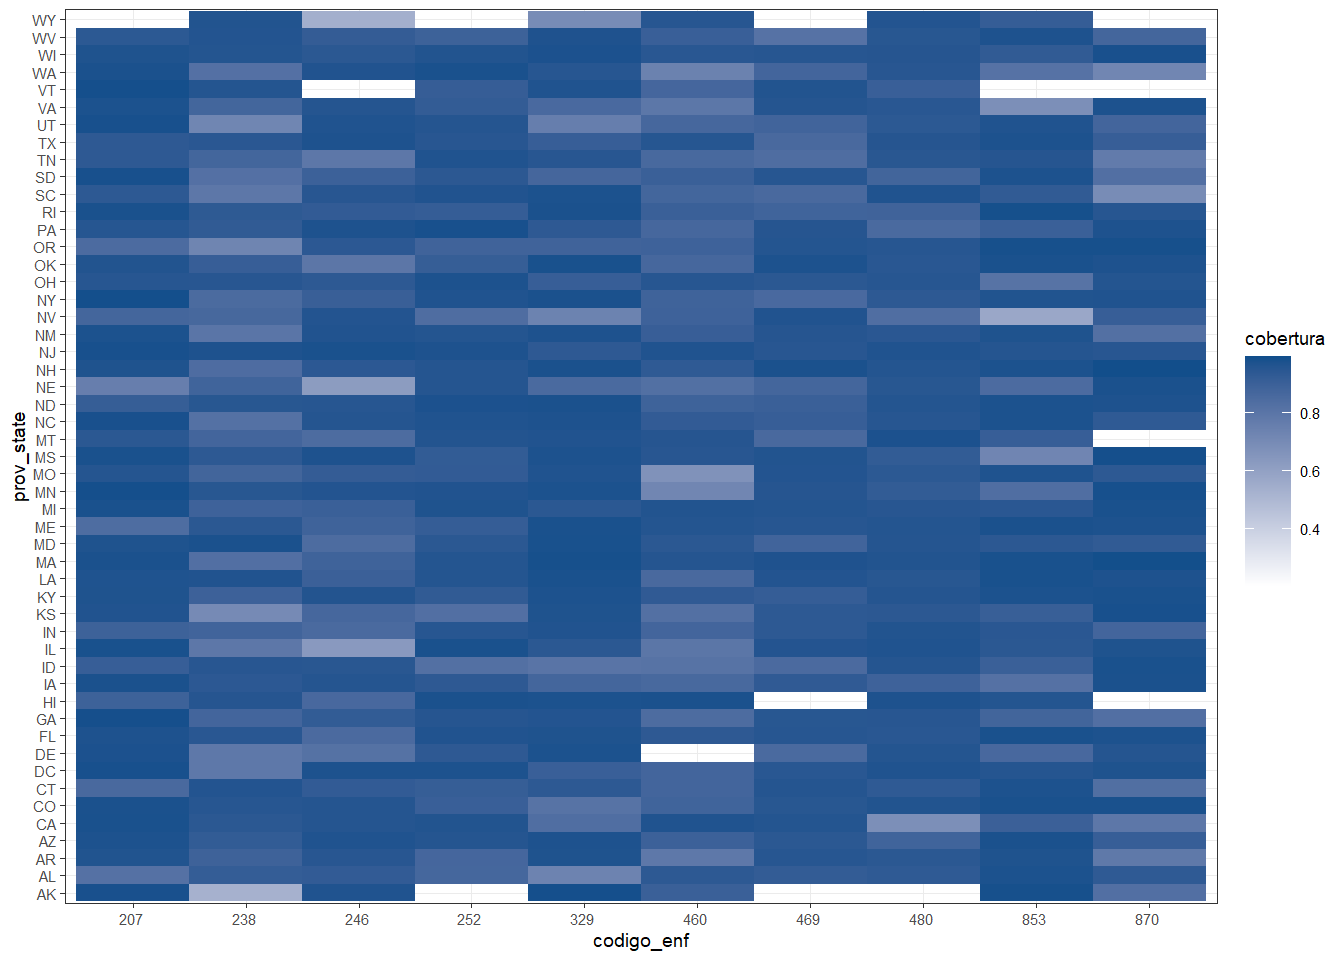 prov_state
WY
WV
WI
WA
VT
VA
UT
TX
TN
SD
SC
RI
PA
OR
OK
OH
NY
NV
NM
NJ
NH
NE
ND
NC
MT
MS
MO
MN
MI
ME
MD
MA
LA
KY
KS
IN
IL
ID
IA
HI
GA
FL
DE
DC
CT
CO
CA
AZ
AR
AL
AK
207 238 246 252 329 460 469 480 853 870
codigo_enf
cobertura
0.8
0.6
0.4